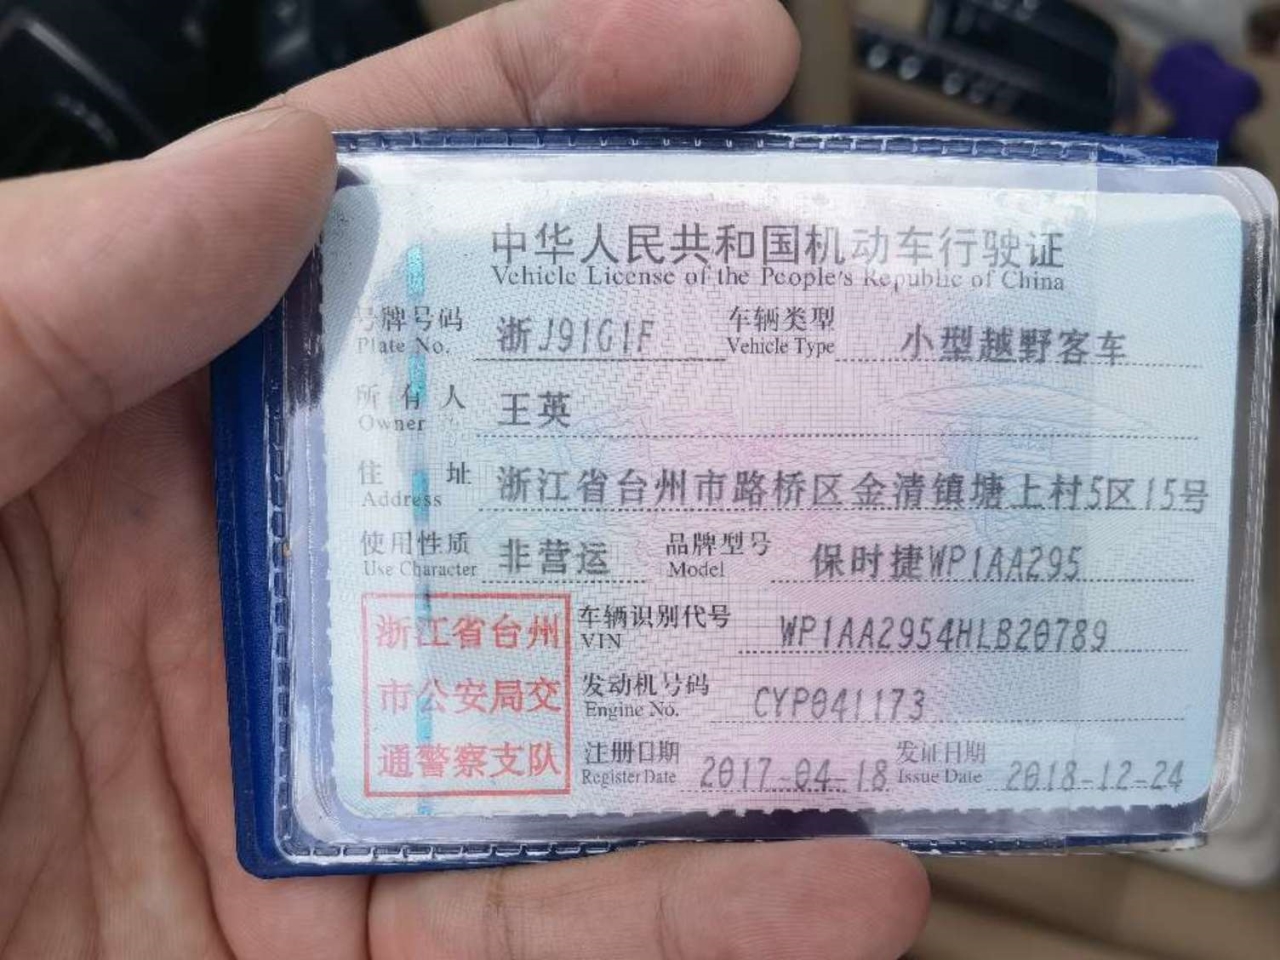 中华人民共和国机动车行驶证
Vehicle License of the People's Republic of China
号牌号码 浙J91G1F 车辆类型 小型越野客车
Plate No. Vehicle Type
所有人 王英
Owner
住址 浙江省台州市路桥区金清镇塘上村5区15号
Address
使用性质 非营运 品牌型号 保时捷WP1AA295
Use Character Model
浙江省台州
市公安局交
通警察支队
车辆识别代号 WP1AA2954HLB20789
VIN
发动机号码 CYP041173
Engine No.
注册日期 2017-04-18 发证日期 2018-12-24
Register Date Issue Date